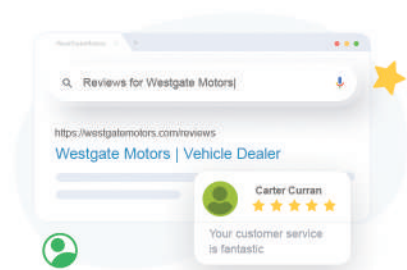 Reviews for Westgate Motors
https://westgatemotors.com/reviews
Westgate Motors | Vehicle Dealer
Carter Curran
Your customer service
is fantastic